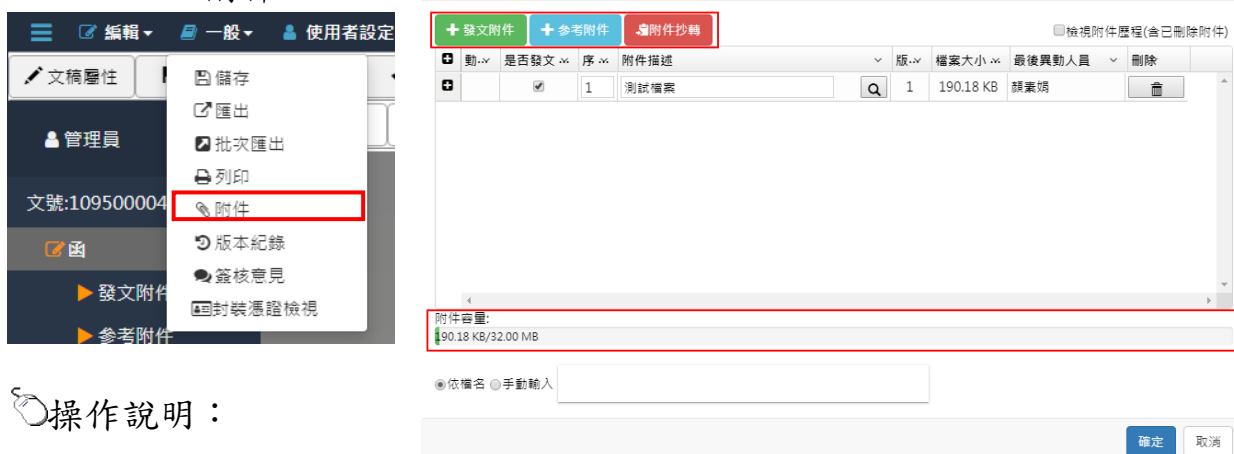 編輯 一般 使用者設定
文稿屬性
儲存
匯出
管理員
批次匯出
列印
文號:109500004
附件
函
版本紀錄
簽核意見
發文附件
封裝憑證檢視
參考附件
操作說明：
發文附件 參考附件 附件抄轉
檢視附件歷程(含已刪除附件)
動.. 是否發文 .. 序 .. 附件描述 版.. 檔案大小 .. 最後異動人員 刪除
1 測試檔案 1 190.18 KB 顏素娟
附件容量:
190.18 KB/32.00 MB
依檔名 手動輸入
確定 取消